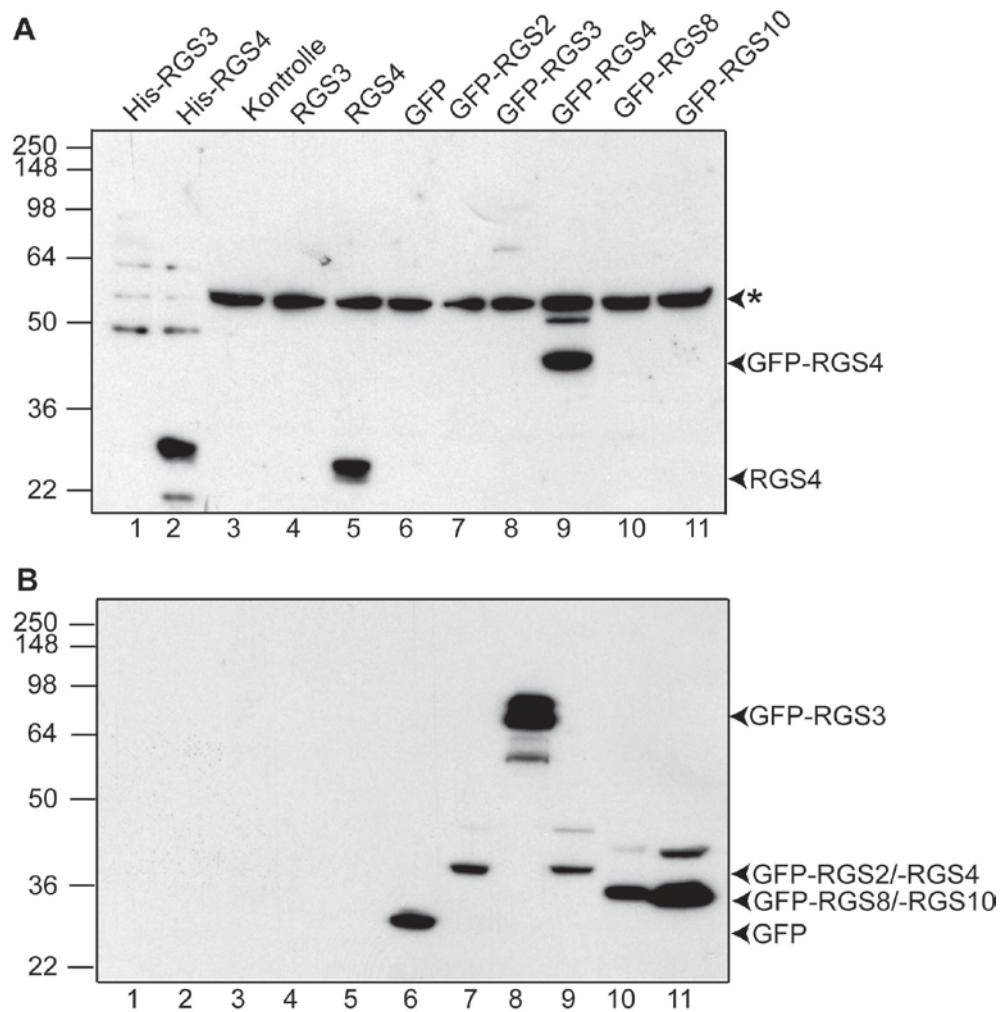 A
His-RGS3
His-RGS4
Kontrolle
RGS3
RGS4
GFP
GFP-RGS2
GFP-RGS3
GFP-RGS4
GFP-RGS8
GFP-RGS10
250
148
98
64
50
36
22
*
GFP-RGS4
RGS4
1 2 3 4 5 6 7 8 9 10 11
B
250
148
98
64
50
36
22
GFP-RGS3
GFP-RGS2/-RGS4
GFP-RGS8/-RGS10
GFP
1 2 3 4 5 6 7 8 9 10 11